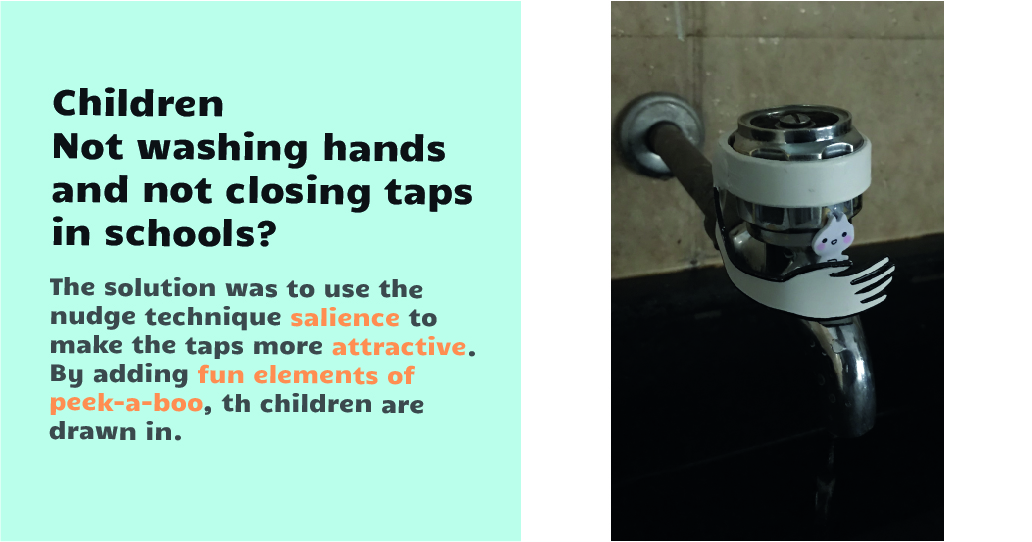 Children
Not washing hands
and not closing taps
in schools?
The solution was to use the
nudge technique salience to
make the taps more attractive.
By adding fun elements of
peek-a-boo, th children are
drawn in.